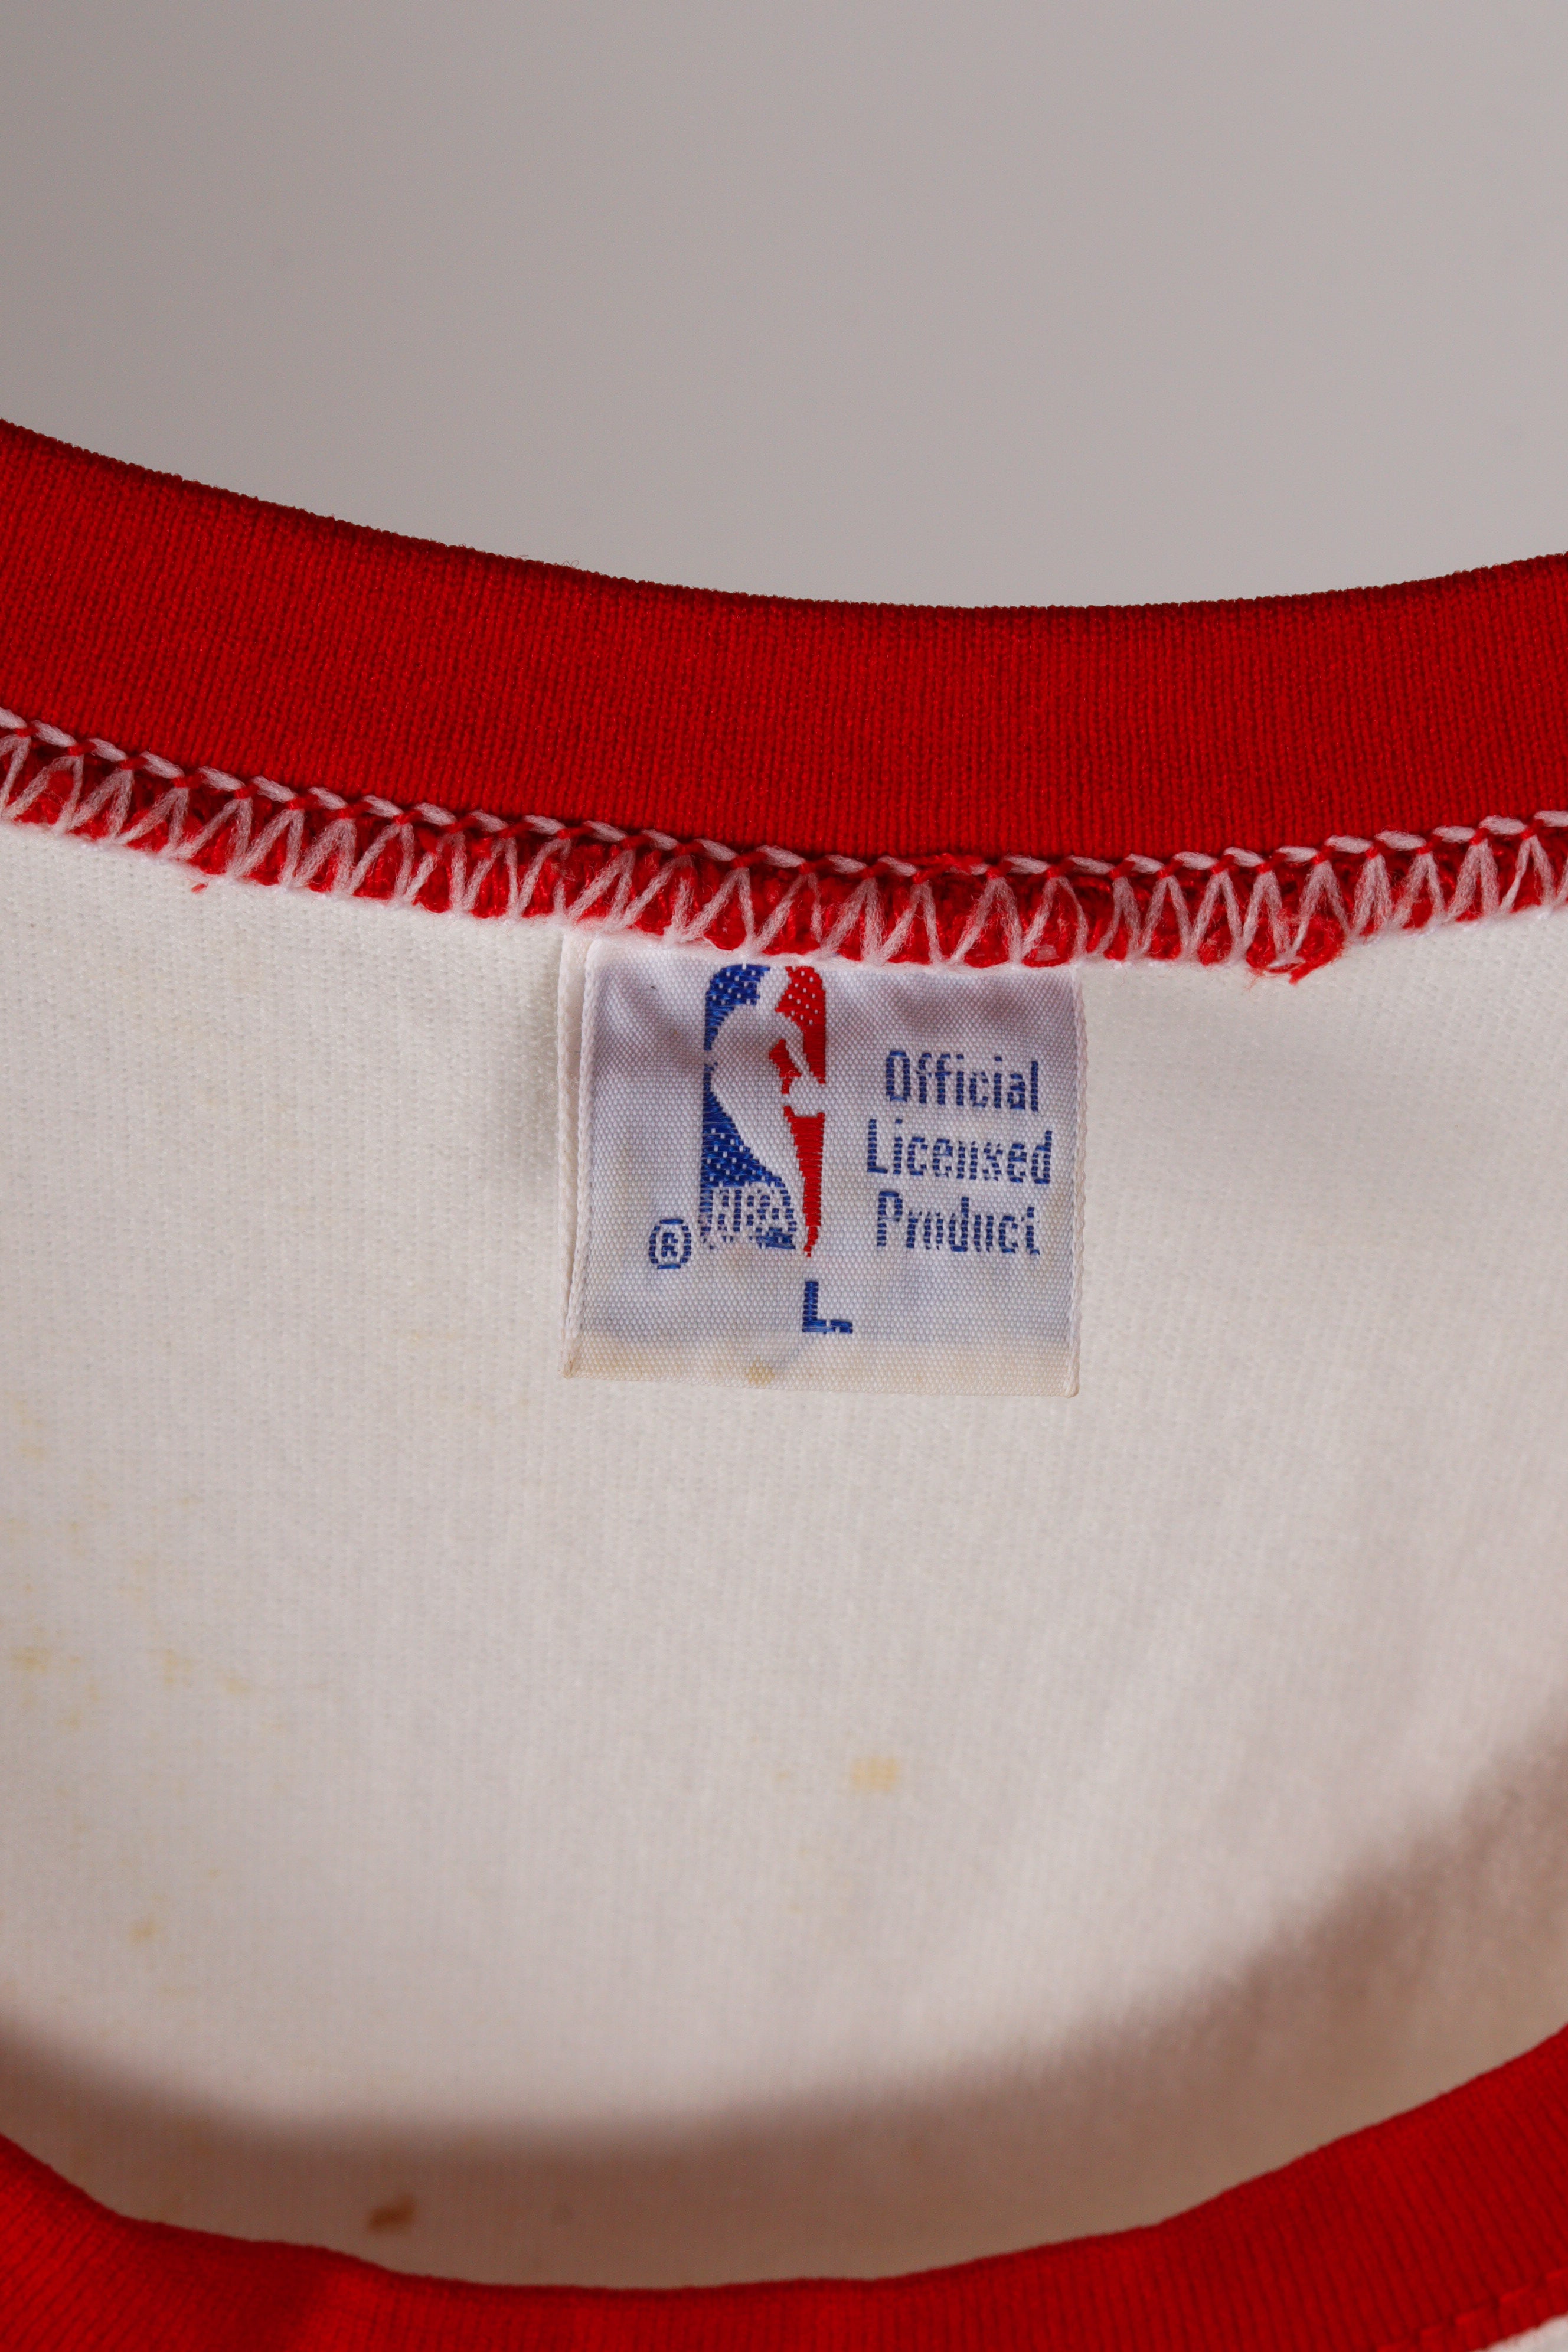 Official
Licensed
Product
NBA
®
L